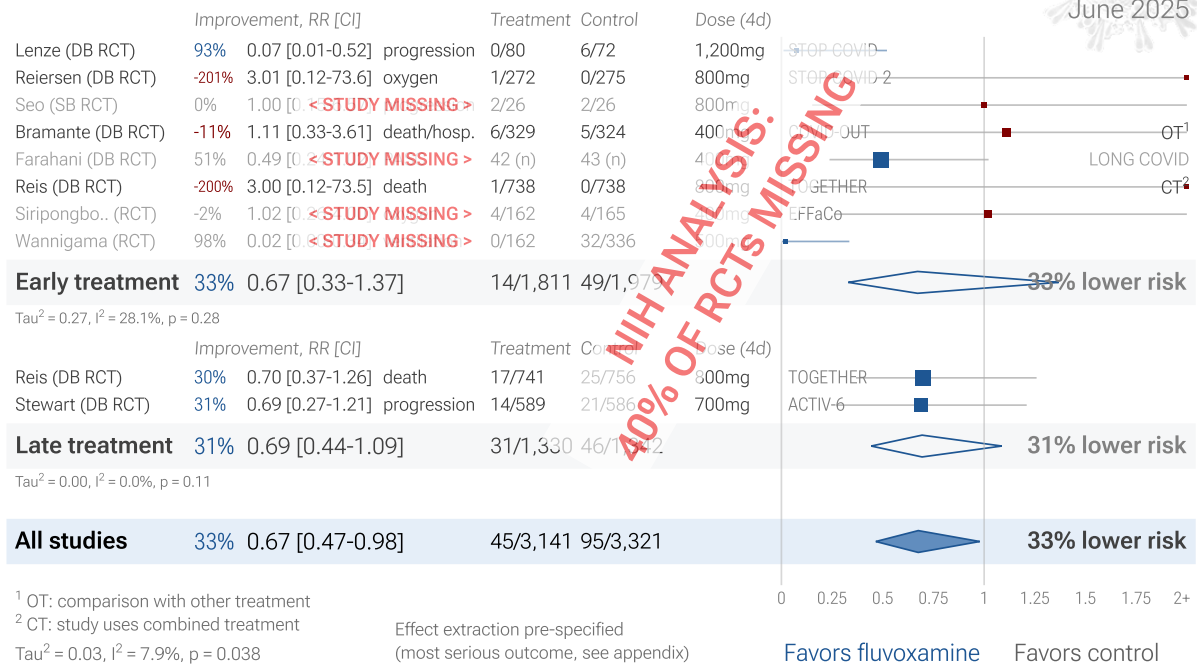 June 2025
Improvement, RR [CI] Treatment Control Dose (4d)
Lenze (DB RCT) 93% 0.07 [0.01-0.52] progression 0/80 6/72 1,200mg STOP COVID
Reiersen (DB RCT) -201% 3.01 [0.12-73.6] oxygen 1/272 0/275 800mg STOP COVID 2
Seo (SB RCT) 0% 1.00 [0. < STUDY MISSING > 2/26 2/26 800mg
Bramante (DB RCT) -11% 1.11 [0.33-3.61] death/hosp. 6/329 5/324 400mg COVID-OUT OT1
Farahani (DB RCT) 51% 0.49 [ < STUDY MISSING > 42 (n) 43 (n) 400mg LONG COVID
Reis (DB RCT) -200% 3.00 [0.12-73.5] death 1/738 0/738 800mg TOGETHER CT2
Siripongbo.. (RCT) -2% 1.02 [0. < STUDY MISSING > 4/162 4/165 EFFaCo
Wannigama (RCT) 98% 0.02 [0. < STUDY MISSING > 0/162 32/336
Early treatment 33% 0.67 [0.33-1.37] 14/1,811 49/1,979 33% lower risk
Tau2 = 0.27, I2 = 28.1%, p = 0.28
Improvement, RR [CI] Treatment Control Dose (4d)
Reis (DB RCT) 30% 0.70 [0.37-1.26] death 17/741 25/756 800mg TOGETHER
Stewart (DB RCT) 31% 0.69 [0.27-1.21] progression 14/589 21/586 700mg ACTIV-6
Late treatment 31% 0.69 [0.44-1.09] 31/1,330 46/1,342 31% lower risk
Tau2 = 0.00, I2 = 0.0%, p = 0.11
All studies 33% 0.67 [0.47-0.98] 45/3,141 95/3,321 33% lower risk
NIH ANALYSIS:
40% OF RCTs MISSING
0 0.25 0.5 0.75 1 1.25 1.5 1.75 2+
1 OT: comparison with other treatment
2 CT: study uses combined treatment
Tau2 = 0.03, I2 = 7.9%, p = 0.038
Effect extraction pre-specified
(most serious outcome, see appendix)
Favors fluvoxamine Favors control